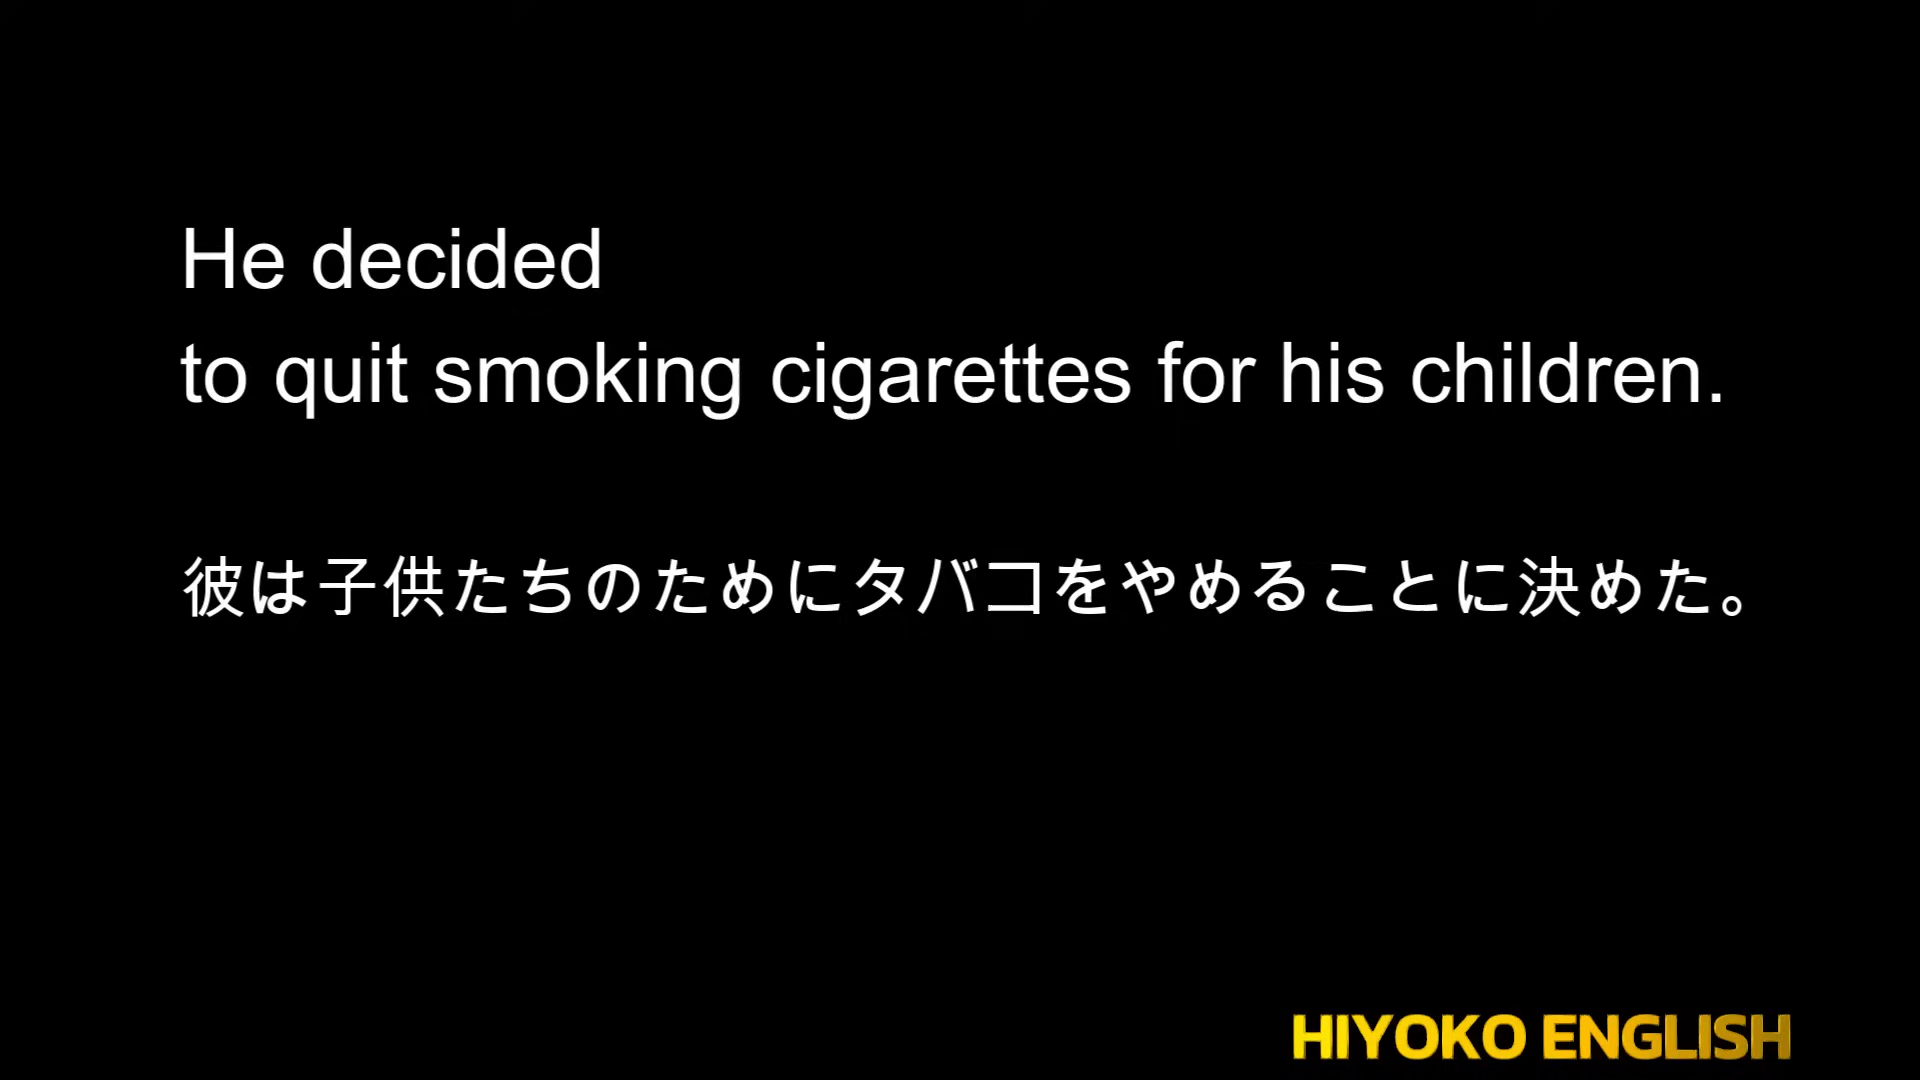 He decided
to quit smoking cigarettes for his children.
彼は子供たちのためにタバコをやめることに決めた。
HIYOKO ENGLISH